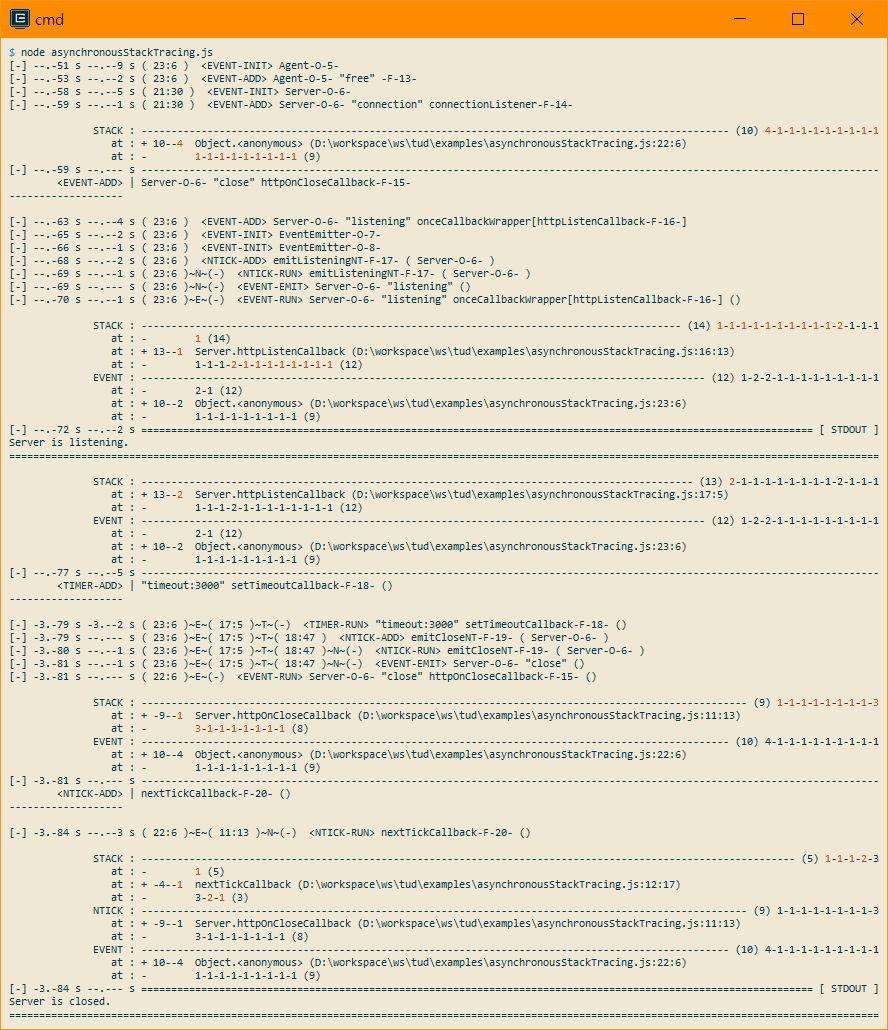 cmd
$ node asynchronousStackTracing.js
[-] --.-51 s --.--9 s ( 23:6 )  <EVENT-INIT> Agent-O-5-
[-] --.-53 s --.--2 s ( 23:6 )  <EVENT-ADD> Agent-O-5- "free" -F-13-
[-] --.-58 s --.--5 s ( 21:30 )  <EVENT-INIT> Server-O-6-
[-] --.-59 s --.--1 s ( 21:30 )  <EVENT-ADD> Server-O-6- "connection" connectionListener-F-14-
STACK : -------------------------------------------------------------------------------------------------- (10) 4-1-1-1-1-1-1-1-1-1
at : + 10--4  Object.<anonymous> (D:\workspace\ws\tud\examples\asynchronousStackTracing.js:22:6)
at : -        1-1-1-1-1-1-1-1-1 (9)
[-] --.-59 s --.--- s ---------------------------------------------------------------------------------------------------------------------------
<EVENT-ADD> | Server-O-6- "close" httpOnCloseCallback-F-15-
-------------------
[-] --.-63 s --.--4 s ( 23:6 )  <EVENT-ADD> Server-O-6- "listening" onceCallbackWrapper[httpListenCallback-F-16-]
[-] --.-65 s --.--2 s ( 23:6 )  <EVENT-INIT> EventEmitter-O-7-
[-] --.-66 s --.--1 s ( 23:6 )  <EVENT-INIT> EventEmitter-O-8-
[-] --.-68 s --.--2 s ( 23:6 )  <NTICK-ADD> emitListeningNT-F-17- ( Server-O-6- )
[-] --.-69 s --.--1 s ( 23:6 )~N~(-)  <NTICK-RUN> emitListeningNT-F-17- ( Server-O-6- )
[-] --.-69 s --.--- s ( 23:6 )~N~(-)  <EVENT-EMIT> Server-O-6- "listening" ()
[-] --.-70 s --.--1 s ( 23:6 )~E~(-)  <EVENT-RUN> Server-O-6- "listening" onceCallbackWrapper[httpListenCallback-F-16-] ()
STACK : ------------------------------------------------------------------------------------------ (14) 1-1-1-1-1-1-1-1-1-1-2-1-1-1
at : -        1 (14)
at : + 13--1  Server.httpListenCallback (D:\workspace\ws\tud\examples\asynchronousStackTracing.js:16:13)
at : -        1-1-1-2-1-1-1-1-1-1-1-1 (12)
EVENT : ---------------------------------------------------------------------------------------------- (12) 1-2-2-1-1-1-1-1-1-1-1-1
at : -        2-1 (12)
at : + 10--2  Object.<anonymous> (D:\workspace\ws\tud\examples\asynchronousStackTracing.js:23:6)
at : -        1-1-1-1-1-1-1-1-1 (9)
[-] --.-72 s --.--2 s ================================================================================================================ [ STDOUT ]
Server is listening.
=================================================================================================================================================
STACK : -------------------------------------------------------------------------------------------- (13) 2-1-1-1-1-1-1-1-1-2-1-1-1
at : + 13--2  Server.httpListenCallback (D:\workspace\ws\tud\examples\asynchronousStackTracing.js:17:5)
at : -        1-1-1-2-1-1-1-1-1-1-1-1 (12)
EVENT : ---------------------------------------------------------------------------------------------- (12) 1-2-2-1-1-1-1-1-1-1-1-1
at : -        2-1 (12)
at : + 10--2  Object.<anonymous> (D:\workspace\ws\tud\examples\asynchronousStackTracing.js:23:6)
at : -        1-1-1-1-1-1-1-1-1 (9)
[-] --.-77 s --.--5 s ---------------------------------------------------------------------------------------------------------------------------
<TIMER-ADD> | "timeout:3000" setTimeoutCallback-F-18- ()
-------------------
[-] -3.-79 s -3.--2 s ( 23:6 )~E~( 17:5 )~T~(-)  <TIMER-RUN> "timeout:3000" setTimeoutCallback-F-18- ()
[-] -3.-79 s --.--- s ( 23:6 )~E~( 17:5 )~T~( 18:47 )  <NTICK-ADD> emitCloseNT-F-19- ( Server-O-6- )
[-] -3.-80 s --.--1 s ( 23:6 )~E~( 17:5 )~T~( 18:47 )~N~(-)  <NTICK-RUN> emitCloseNT-F-19- ( Server-O-6- )
[-] -3.-81 s --.--1 s ( 23:6 )~E~( 17:5 )~T~( 18:47 )~N~(-)  <EVENT-EMIT> Server-O-6- "close" ()
[-] -3.-81 s --.--- s ( 22:6 )~E~(-)  <EVENT-RUN> Server-O-6- "close" httpOnCloseCallback-F-15- ()
STACK : ----------------------------------------------------------------------------------------------------- (9) 1-1-1-1-1-1-1-1-3
at : + -9--1  Server.httpOnCloseCallback (D:\workspace\ws\tud\examples\asynchronousStackTracing.js:11:13)
at : -        3-1-1-1-1-1-1-1 (8)
EVENT : -------------------------------------------------------------------------------------------------- (10) 4-1-1-1-1-1-1-1-1-1
at : + 10--4  Object.<anonymous> (D:\workspace\ws\tud\examples\asynchronousStackTracing.js:22:6)
at : -        1-1-1-1-1-1-1-1-1 (9)
[-] -3.-81 s --.--- s ---------------------------------------------------------------------------------------------------------------------------
<NTICK-ADD> | nextTickCallback-F-20- ()
-------------------
[-] -3.-84 s --.--3 s ( 22:6 )~E~( 11:13 )~N~(-)  <NTICK-RUN> nextTickCallback-F-20- ()
STACK : ------------------------------------------------------------------------------------------------------------- (5) 1-1-1-2-3
at : -        1 (5)
at : + -4--1  nextTickCallback (D:\workspace\ws\tud\examples\asynchronousStackTracing.js:12:17)
at : -        3-2-1 (3)
NTICK : ----------------------------------------------------------------------------------------------------- (9) 1-1-1-1-1-1-1-1-3
at : + -9--1  Server.httpOnCloseCallback (D:\workspace\ws\tud\examples\asynchronousStackTracing.js:11:13)
at : -        3-1-1-1-1-1-1-1 (8)
EVENT : -------------------------------------------------------------------------------------------------- (10) 4-1-1-1-1-1-1-1-1-1
at : + 10--4  Object.<anonymous> (D:\workspace\ws\tud\examples\asynchronousStackTracing.js:22:6)
at : -        1-1-1-1-1-1-1-1-1 (9)
[-] -3.-84 s --.--- s ================================================================================================================ [ STDOUT ]
Server is closed.
=================================================================================================================================================